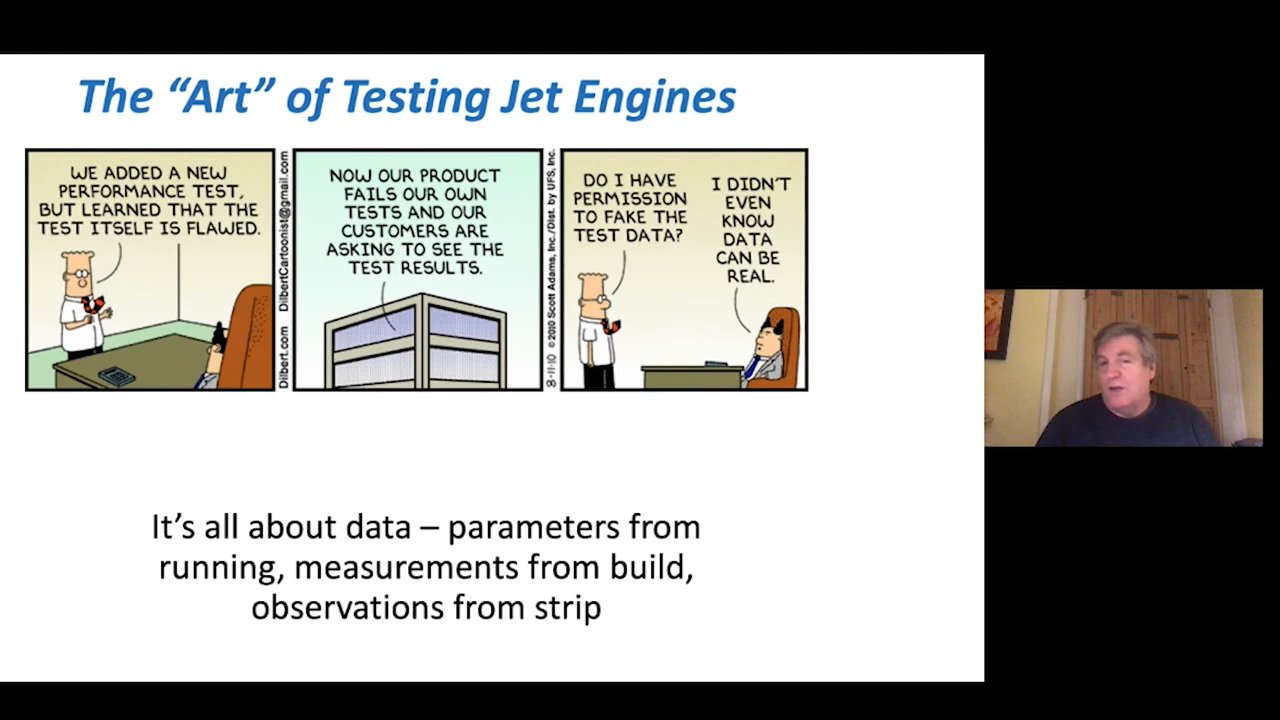 The “Art” of Testing Jet Engines
WE ADDED A NEW
PERFORMANCE TEST,
BUT LEARNED THAT THE
TEST ITSELF IS FLAWED.
Dilbert.com DilbertCartoonist@gmail.com
NOW OUR PRODUCT
FAILS OUR OWN
TESTS AND OUR
CUSTOMERS ARE
ASKING TO SEE THE
TEST RESULTS.
8-11-10 ©2010 Scott Adams, Inc./Dist. by UFS, Inc.
DO I HAVE
PERMISSION
TO FAKE THE
TEST DATA?
I DIDN'T
EVEN
KNOW
DATA
CAN BE
REAL.
It’s all about data – parameters from
running, measurements from build,
observations from strip